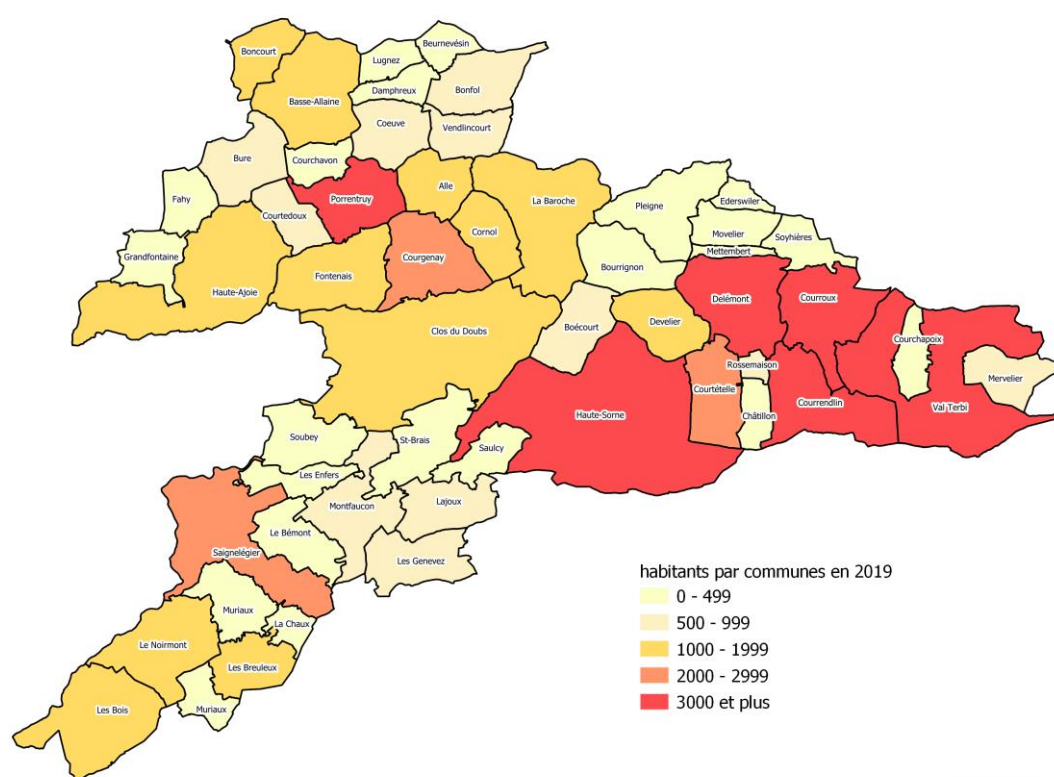 Boncourt
Beurnevésin
Lugnez
Damphreux
Bonfol
Basse-Allaine
Coeuve
Vendlincourt
Courchavon
Bure
Alle
Porrentruy
Fahy
La Baroche
Ederswiler
Pleigne
Courtedoux
Cornol
Movelier
Soyhières
Mettembert
Grandfontaine
Courgenay
Bourrignon
Fontenais
Haute-Ajoie
Delémont
Courroux
Clos du Doubs
Boécourt
Develier
Courchapoix
Rossemaison
Mervelier
Courtételle
Courrendlin
Val Terbi
Haute-Sorne
Châtillon
Soubey
St-Brais
Saulcy
Les Enfers
Lajoux
Montfaucon
Le Bémont
Saignelégier
Les Genevez
Muriaux
La Chaux
Le Noirmont
Les Breuleux
Les Bois
Muriaux
habitants par communes en 2019
0 - 499
500 - 999
1000 - 1999
2000 - 2999
3000 et plus